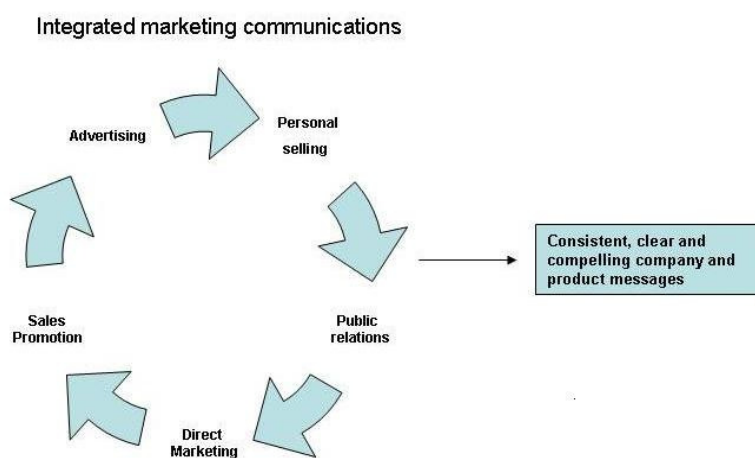 Integrated marketing communications
Advertising
Personal
selling
Consistent, clear and
compelling company and
product messages
Public
relations
Direct
Marketing
Sales
Promotion